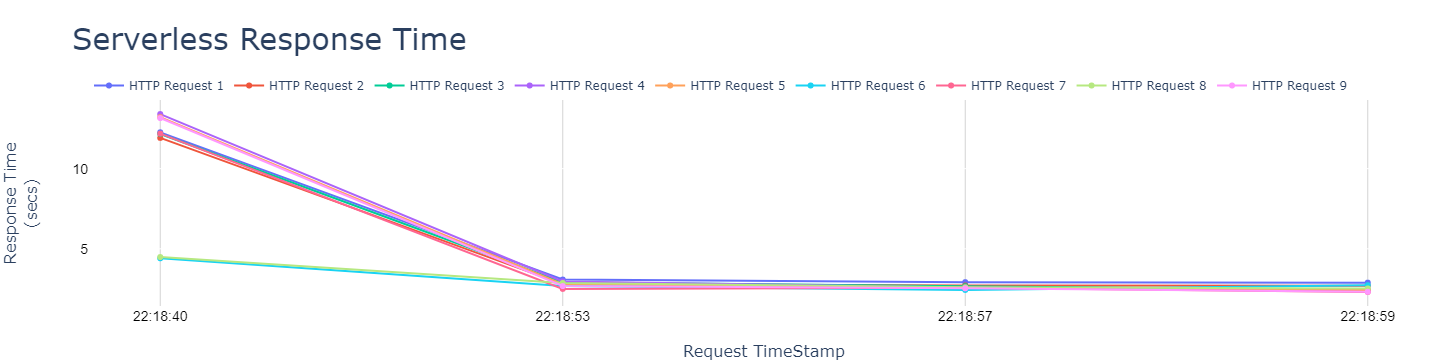 Serverless Response Time
HTTP Request 1 HTTP Request 2 HTTP Request 3 HTTP Request 4 HTTP Request 5 HTTP Request 6 HTTP Request 7 HTTP Request 8 HTTP Request 9
Response Time
(secs)
10
5
22:18:40 22:18:53 22:18:57 22:18:59
Request TimeStamp